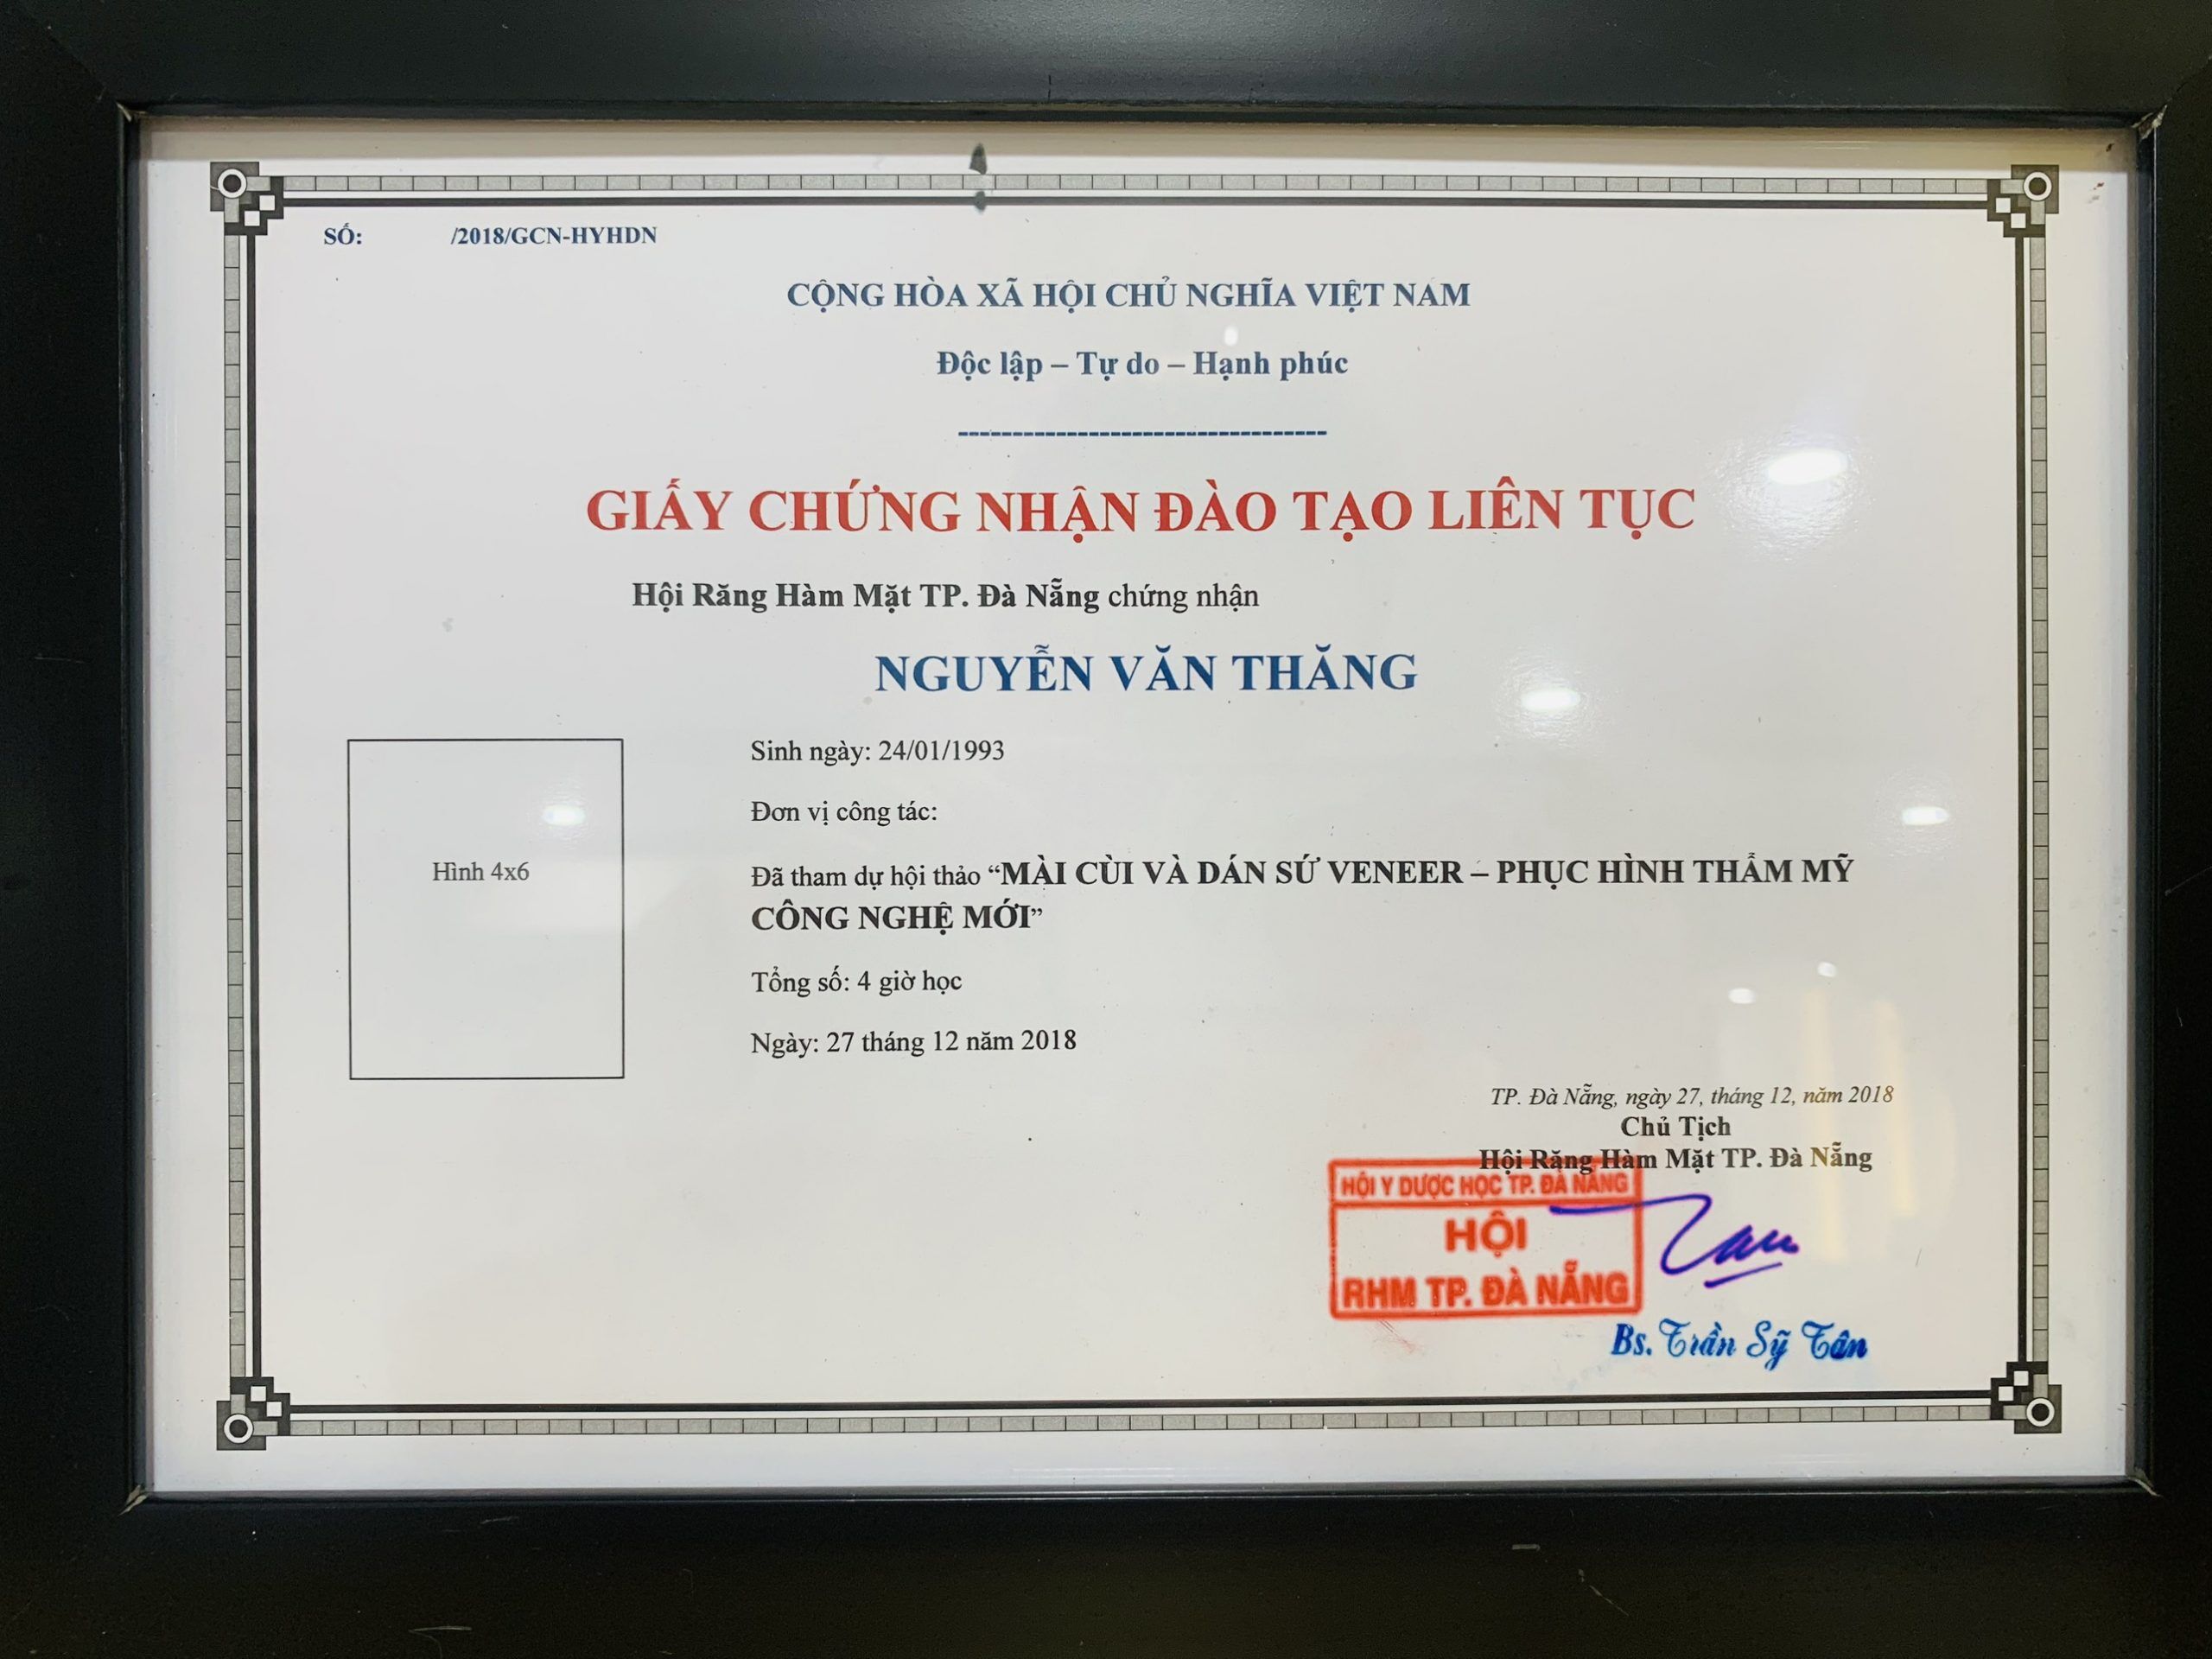 SỐ: /2018/GCN-HYHDN
CỘNG HÒA XÃ HỘI CHỦ NGHĨA VIỆT NAM
Độc lập – Tự do – Hạnh phúc
GIẤY CHỨNG NHẬN ĐÀO TẠO LIÊN TỤC
Hội Răng Hàm Mặt TP. Đà Nẵng chứng nhận
NGUYỄN VĂN THĂNG
Sinh ngày: 24/01/1993
Đơn vị công tác:
Hình 4x6
Đã tham dự hội thảo “MÀI CÙI VÀ DÁN SỨ VENEER – PHỤC HÌNH THẨM MỸ
CÔNG NGHỆ MỚI”
Tổng số: 4 giờ học
Ngày: 27 tháng 12 năm 2018
TP. Đà Nẵng, ngày 27, tháng 12, năm 2018
Chủ Tịch
Hội Răng Hàm Mặt TP. Đà Nẵng
HỘI Y DƯỢC HỌC TP. ĐÀ NẴNG
HỘI
RHM TP. ĐÀ NẴNG
Bs. Trần Sỹ Tân